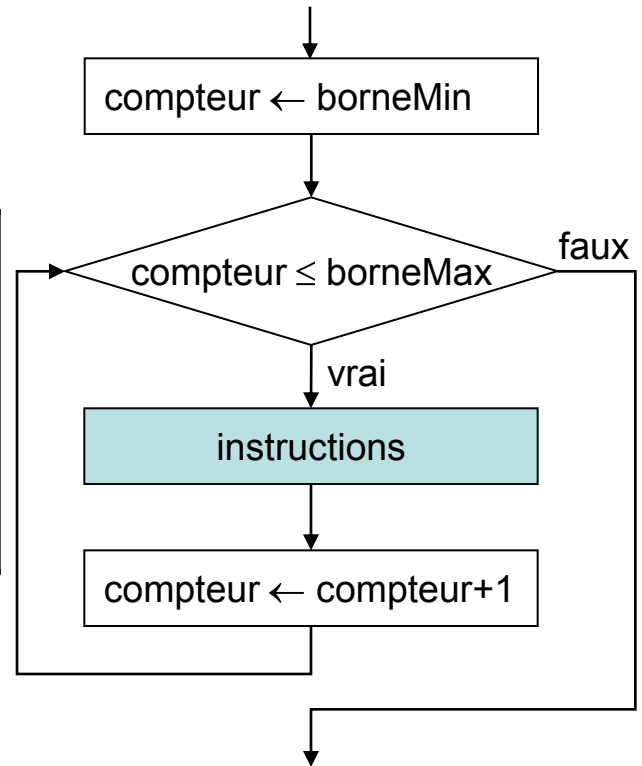 compteur ← borneMin
compteur ≤ borneMax
faux
vrai
instructions
compteur ← compteur+1